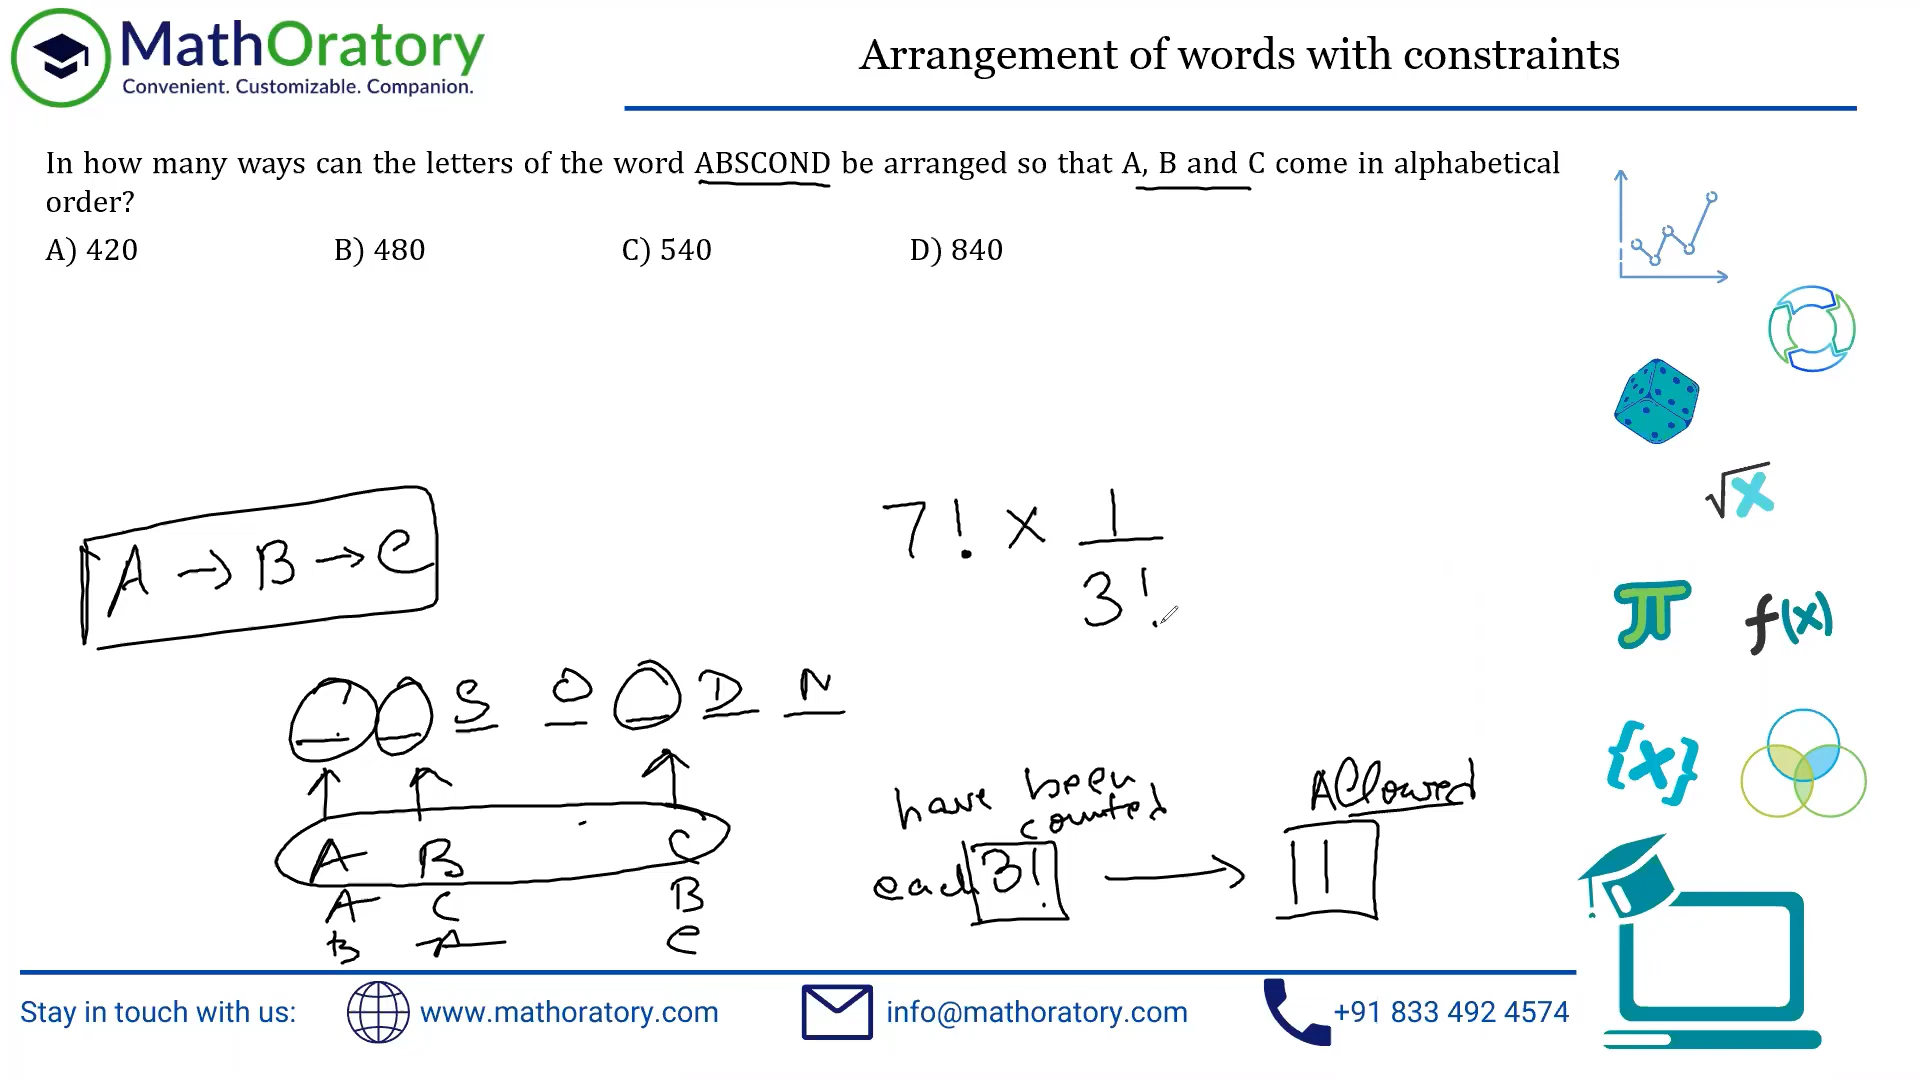 MathOratory
Convenient. Customizable. Companion.
Arrangement of words with constraints
In how many ways can the letters of the word ABSCOND be arranged so that A, B and C come in alphabetical
order?
A) 420 B) 480 C) 540 D) 840
A → B → C
7! × 1
3!
S O D N
A B C
A C B
B A C
have been
counted
each 3! → 1
Allowed
√x
π f(x)
{x}
Stay in touch with us: www.mathoratory.com info@mathoratory.com +91 833 492 4574